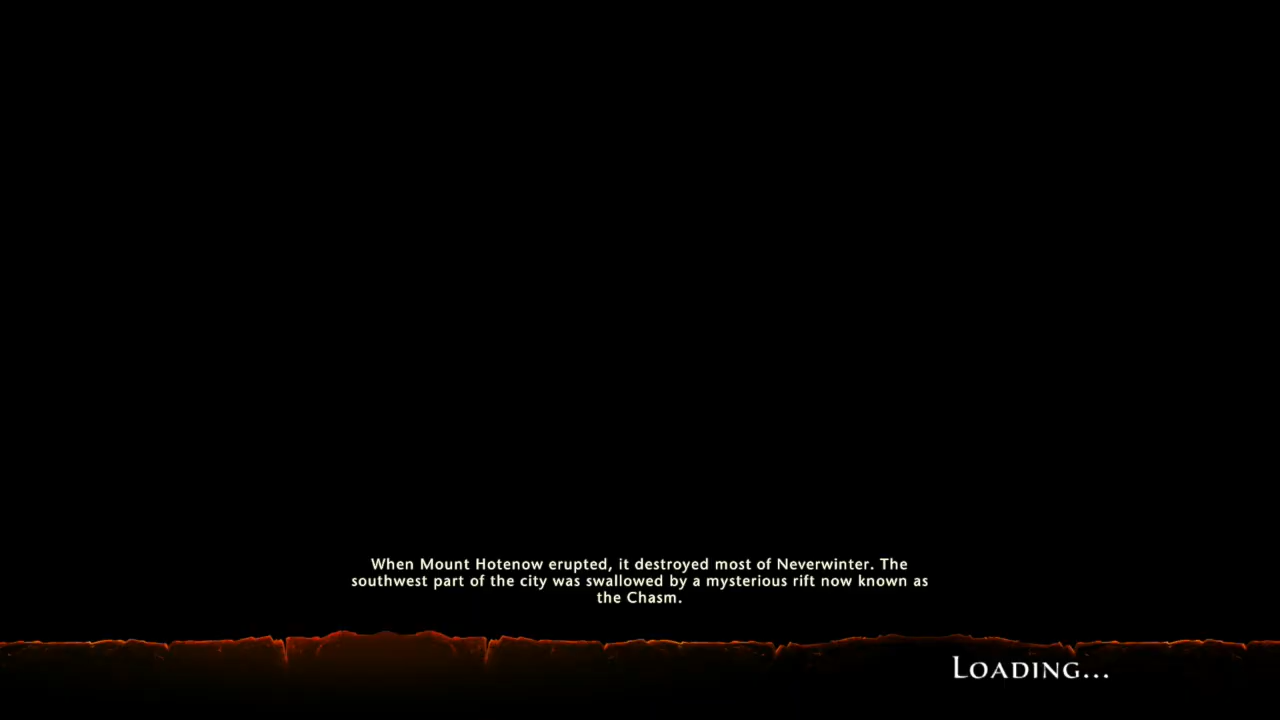 When Mount Hotenow erupted, it destroyed most of Neverwinter. The
southwest part of the city was swallowed by a mysterious rift now known as
the Chasm.
Loading...